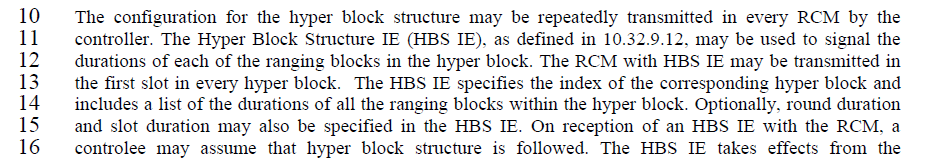 10 The configuration for the hyper block structure may be repeatedly transmitted in every RCM by the
11 controller. The Hyper Block Structure IE (HBS IE), as defined in 10.32.9.12, may be used to signal the
12 durations of each of the ranging blocks in the hyper block. The RCM with HBS IE may be transmitted in
13 the first slot in every hyper block. The HBS IE specifies the index of the corresponding hyper block and
14 includes a list of the durations of all the ranging blocks within the hyper block. Optionally, round duration
15 and slot duration may also be specified in the HBS IE. On reception of an HBS IE with the RCM, a
16 controlee may assume that hyper block structure is followed. The HBS IE takes effects from the